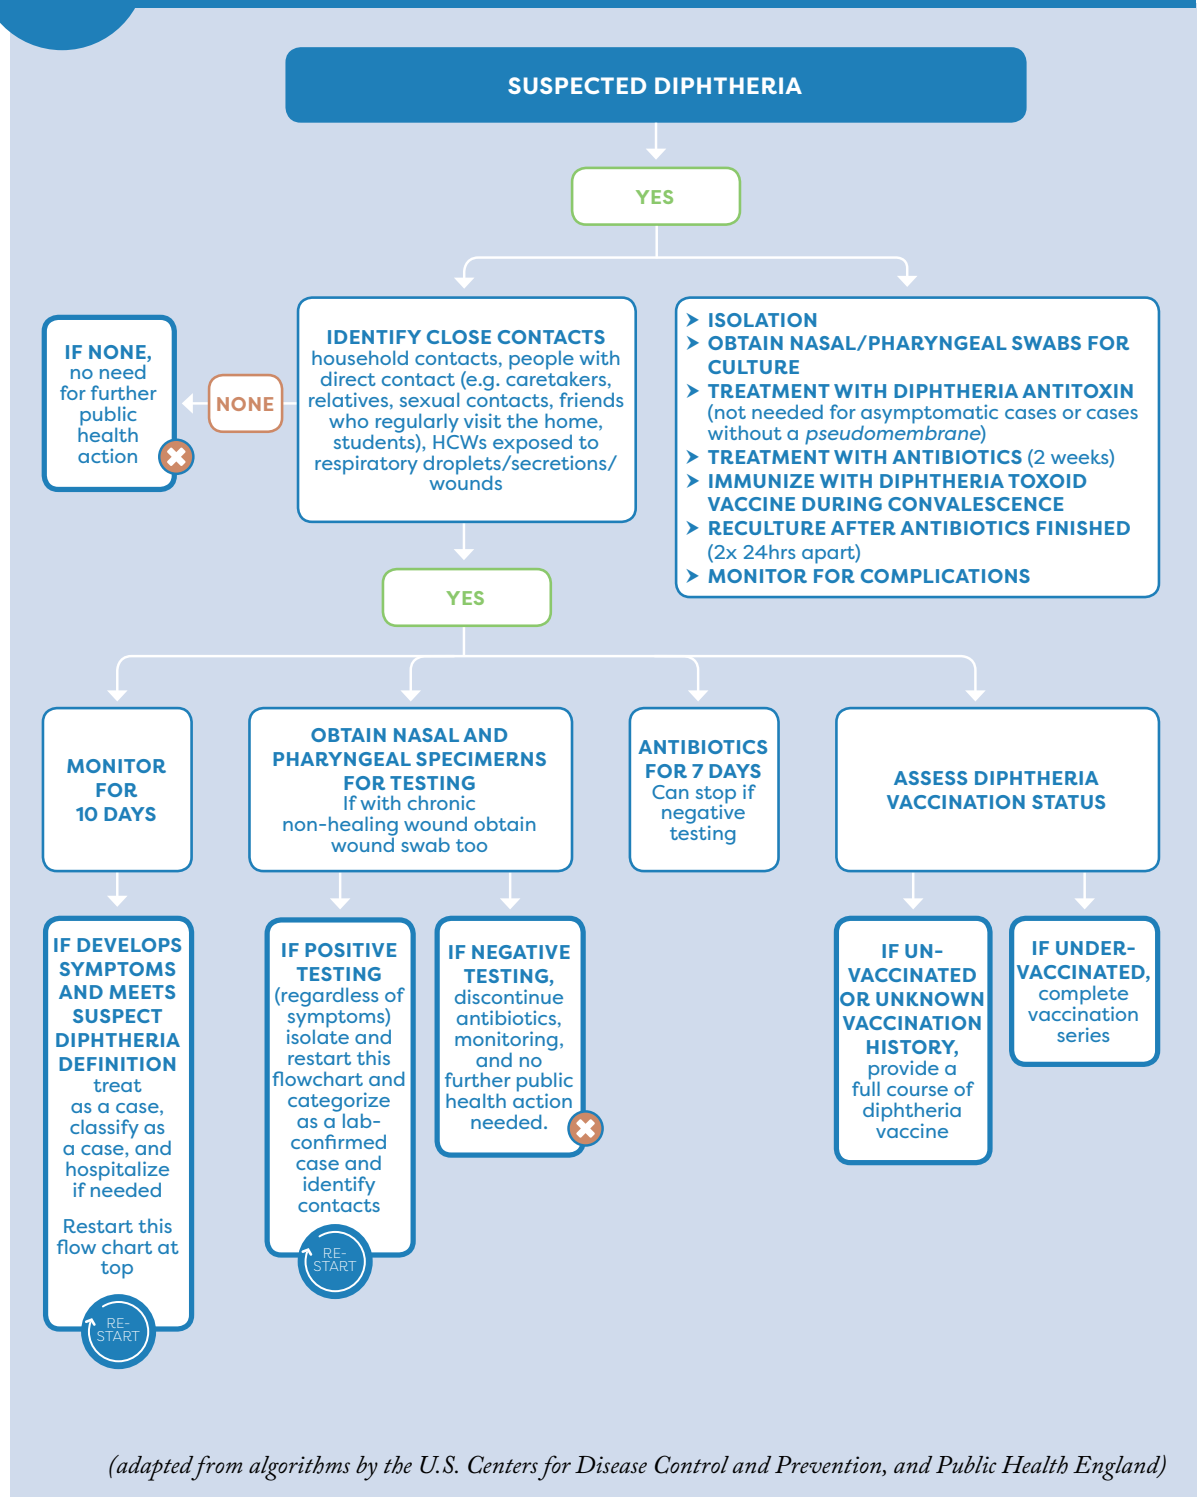 SUSPECTED DIPHTHERIA
YES
IF NONE,
no need
for further
public
health
action
NONE
IDENTIFY CLOSE CONTACTS
household contacts, people with
direct contact (e.g. caretakers,
relatives, sexual contacts, friends
who regularly visit the home,
students), HCWs exposed to
respiratory droplets/secretions/
wounds
➤ ISOLATION
➤ OBTAIN NASAL/PHARYNGEAL SWABS FOR
CULTURE
➤ TREATMENT WITH DIPHTHERIA ANTITOXIN
(not needed for asymptomatic cases or cases
without a pseudomembrane)
➤ TREATMENT WITH ANTIBIOTICS (2 weeks)
➤ IMMUNIZE WITH DIPHTHERIA TOXOID
VACCINE DURING CONVALESCENCE
➤ RECULTURE AFTER ANTIBIOTICS FINISHED
(2x 24hrs apart)
➤ MONITOR FOR COMPLICATIONS
YES
MONITOR
FOR
10 DAYS
OBTAIN NASAL AND
PHARYNGEAL SPECIMERNS
FOR TESTING
If with chronic
non-healing wound obtain
wound swab too
ANTIBIOTICS
FOR 7 DAYS
Can stop if
negative
testing
ASSESS DIPHTHERIA
VACCINATION STATUS
IF DEVELOPS
SYMPTOMS
AND MEETS
SUSPECT
DIPHTHERIA
DEFINITION
treat
as a case,
classify as
a case, and
hospitalize
if needed
Restart this
flow chart at
top
RE-
START
IF POSITIVE
TESTING
(regardless of
symptoms)
isolate and
restart this
flowchart and
categorize
as a lab-
confirmed
case and
identify
contacts
RE-
START
IF NEGATIVE
TESTING,
discontinue
antibiotics,
monitoring,
and no
further public
health action
needed.
IF UN-
VACCINATED
OR UNKNOWN
VACCINATION
HISTORY,
provide a
full course of
diphtheria
vaccine
IF UNDER-
VACCINATED,
complete
vaccination
series
(adapted from algorithms by the U.S. Centers for Disease Control and Prevention, and Public Health England)